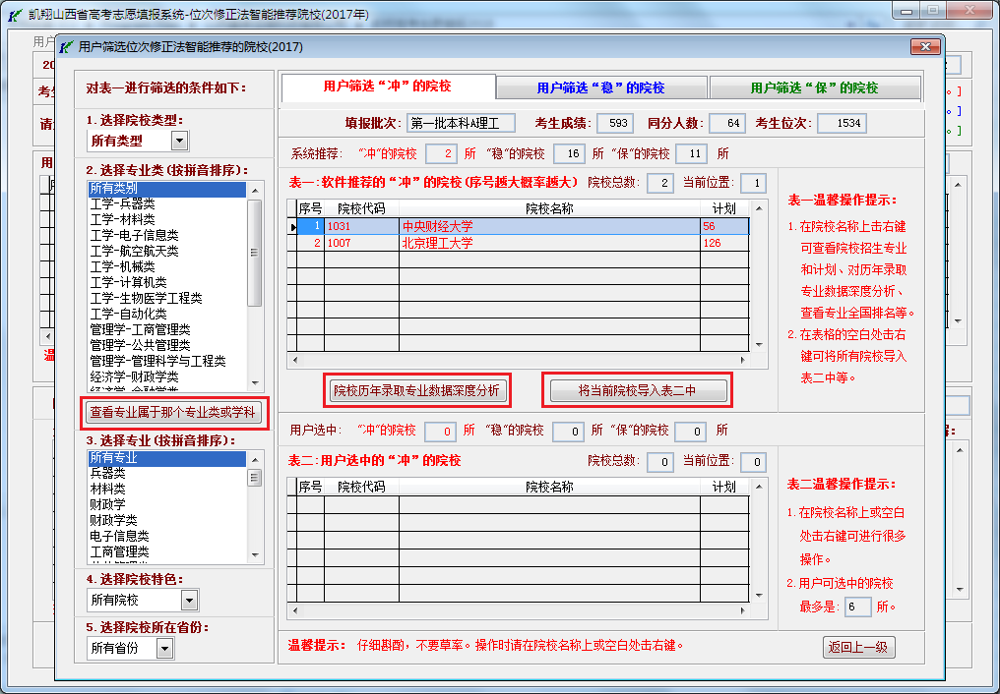 凯翔山西省高考志愿填报系统-位次修正法智能推荐院校(2017年)
用户筛选位次修正法智能推荐的院校(2017)
对表一进行筛选的条件如下:
1. 选择院校类型:
所有类型
2. 选择专业类(按拼音排序):
所有类别
工学-兵器类
工学-材料类
工学-电子信息类
工学-航空航天类
工学-机械类
工学-计算机类
工学-生物医学工程类
工学-自动化类
管理学-工商管理类
管理学-公共管理类
管理学-管理科学与工程类
经济学-财政学类
经济学-金融学类
查看专业属于那个专业类或学科
3. 选择专业(按拼音排序):
所有专业
兵器类
材料类
财政学
财政学类
电子信息类
工商管理类
4. 选择院校特色:
所有院校
5. 选择院校所在省份:
所有省份
用户筛选“冲”的院校 用户筛选“稳”的院校 用户筛选“保”的院校
填报批次: 第一批本科A理工 考生成绩: 593 同分人数: 64 考生位次: 1534
系统推荐: “冲”的院校 2 所 “稳”的院校 16 所 “保”的院校 11 所
表一:软件推荐的“冲”的院校(序号越大概率越大) 院校总数: 2 当前位置: 1
序号 院校代码 院校名称 计划
1 1031 中央财经大学 56
2 1007 北京理工大学 126
院校历年录取专业数据深度分析 将当前院校导入表二中
表一温馨操作提示:
1. 在院校名称上击右键
可查看院校招生专业
和计划、对历年录取
专业数据深度分析、
查看专业全国排名等。
2. 在表格的空白处击右
键可将所有院校导入
表二中等。
用户选中: “冲”的院校 0 所 “稳”的院校 0 所 “保”的院校 0 所
表二:用户选中的“冲”的院校 院校总数: 0 当前位置: 0
序号 院校代码 院校名称 计划
表二温馨操作提示:
1. 在院校名称上或空白
处击右键可进行很多
操作。
2. 用户可选中的院校
最多是: 6 所。
温馨提示: 仔细斟酌，不要草率。操作时请在院校名称上或空白处击右键。
返回上一级